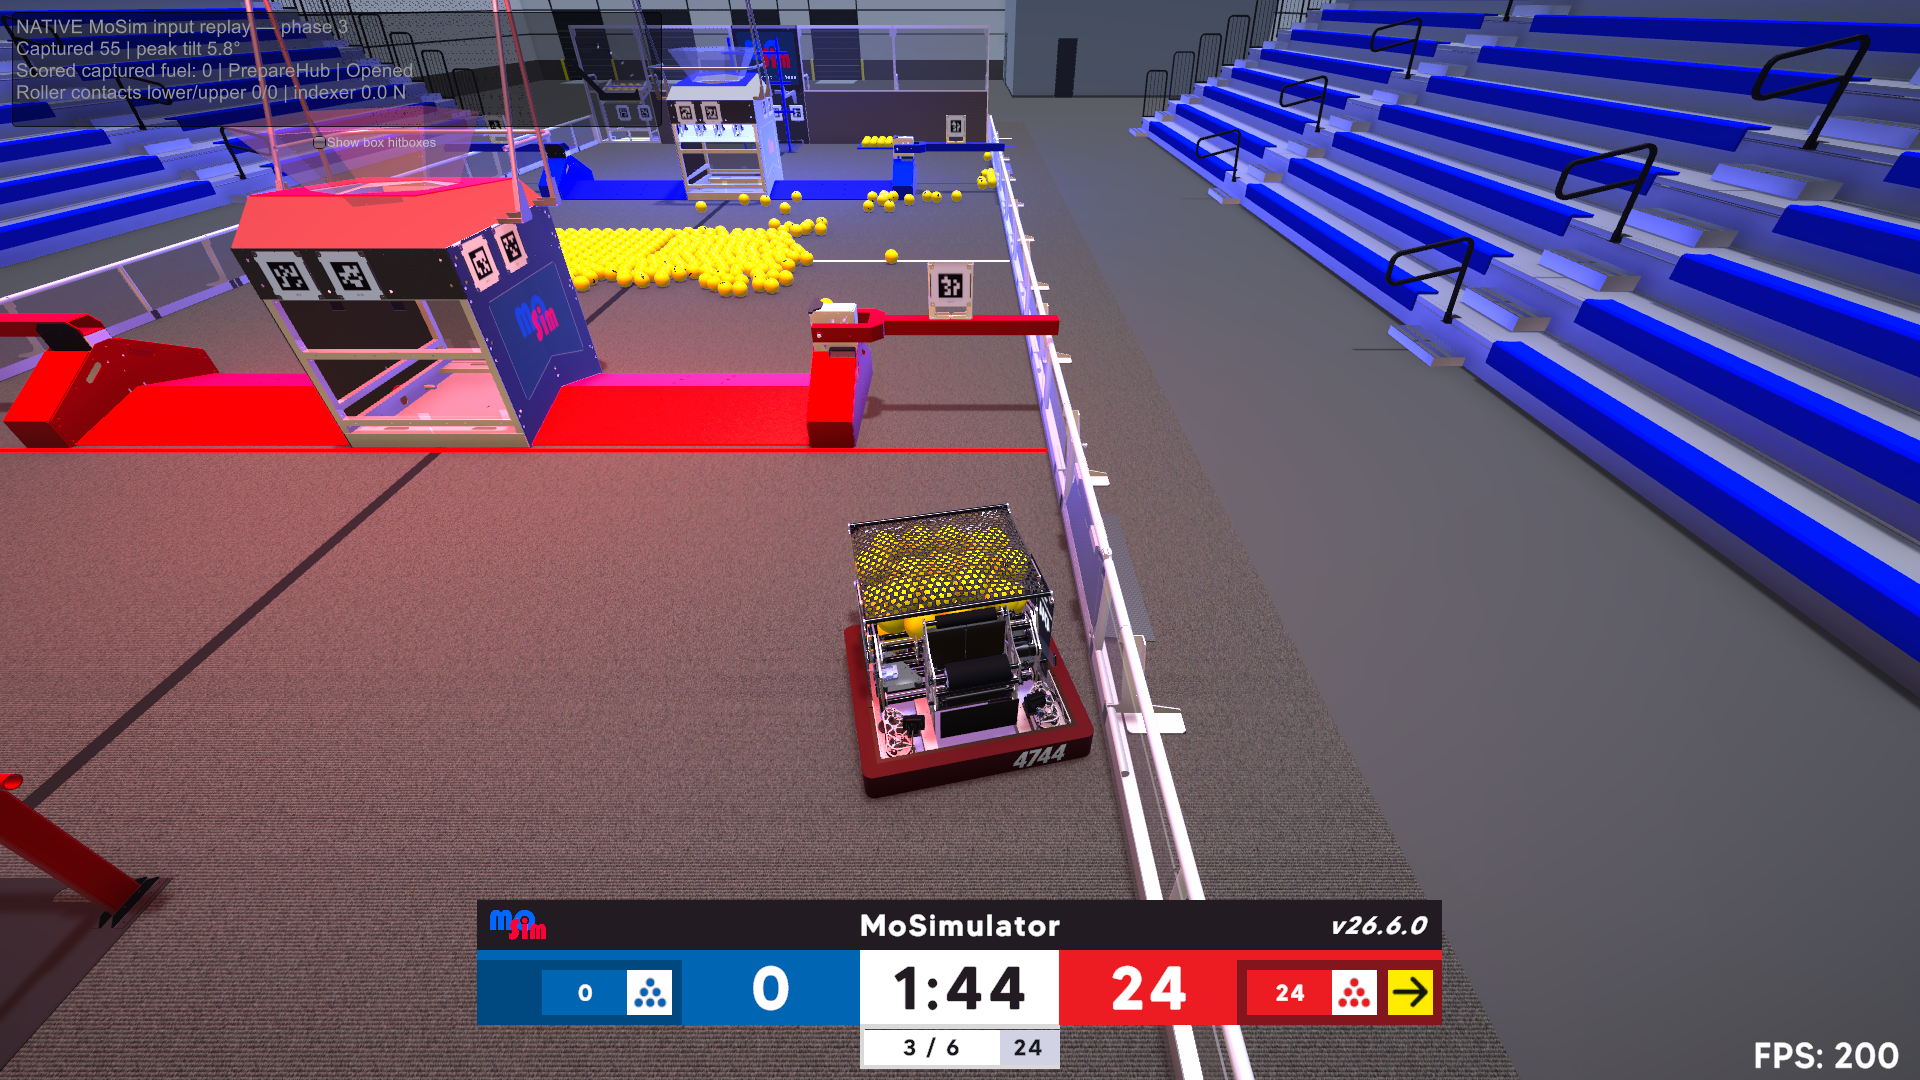 NATIVE MoSim input replay — phase 3
Captured 55 | peak tilt 5.8°
Scored captured fuel: 0 | PrepareHub | Opened
Roller contacts lower/upper 0/0 | indexer 0.0 N
Show box hitboxes
mosim
4744
mosim
MoSimulator
v26.6.0
0
0
1:44
24
24
3 / 6
24
FPS: 200